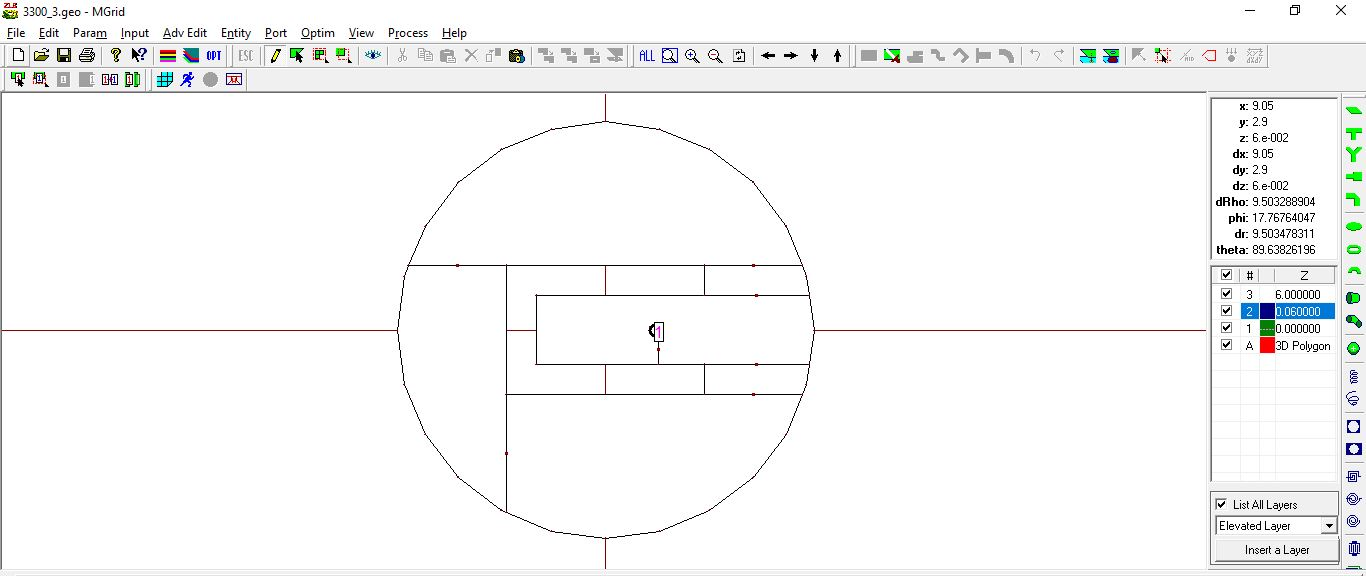 3300_3.geo - MGrid
File Edit Param Input Adv Edit Entity Port Optim View Process Help
? ? OPT ESC ALL
x: 9.05
y: 2.9
z: 6.e-002
dx: 9.05
dy: 2.9
dz: 6.e-002
dRho: 9.503288904
phi: 17.76764047
dr: 9.503478311
theta: 89.63826196
# Z
3 6.000000
2 0.060000
1 0.000000
A 3D Polygon
1
List All Layers
Elevated Layer
Insert a Layer